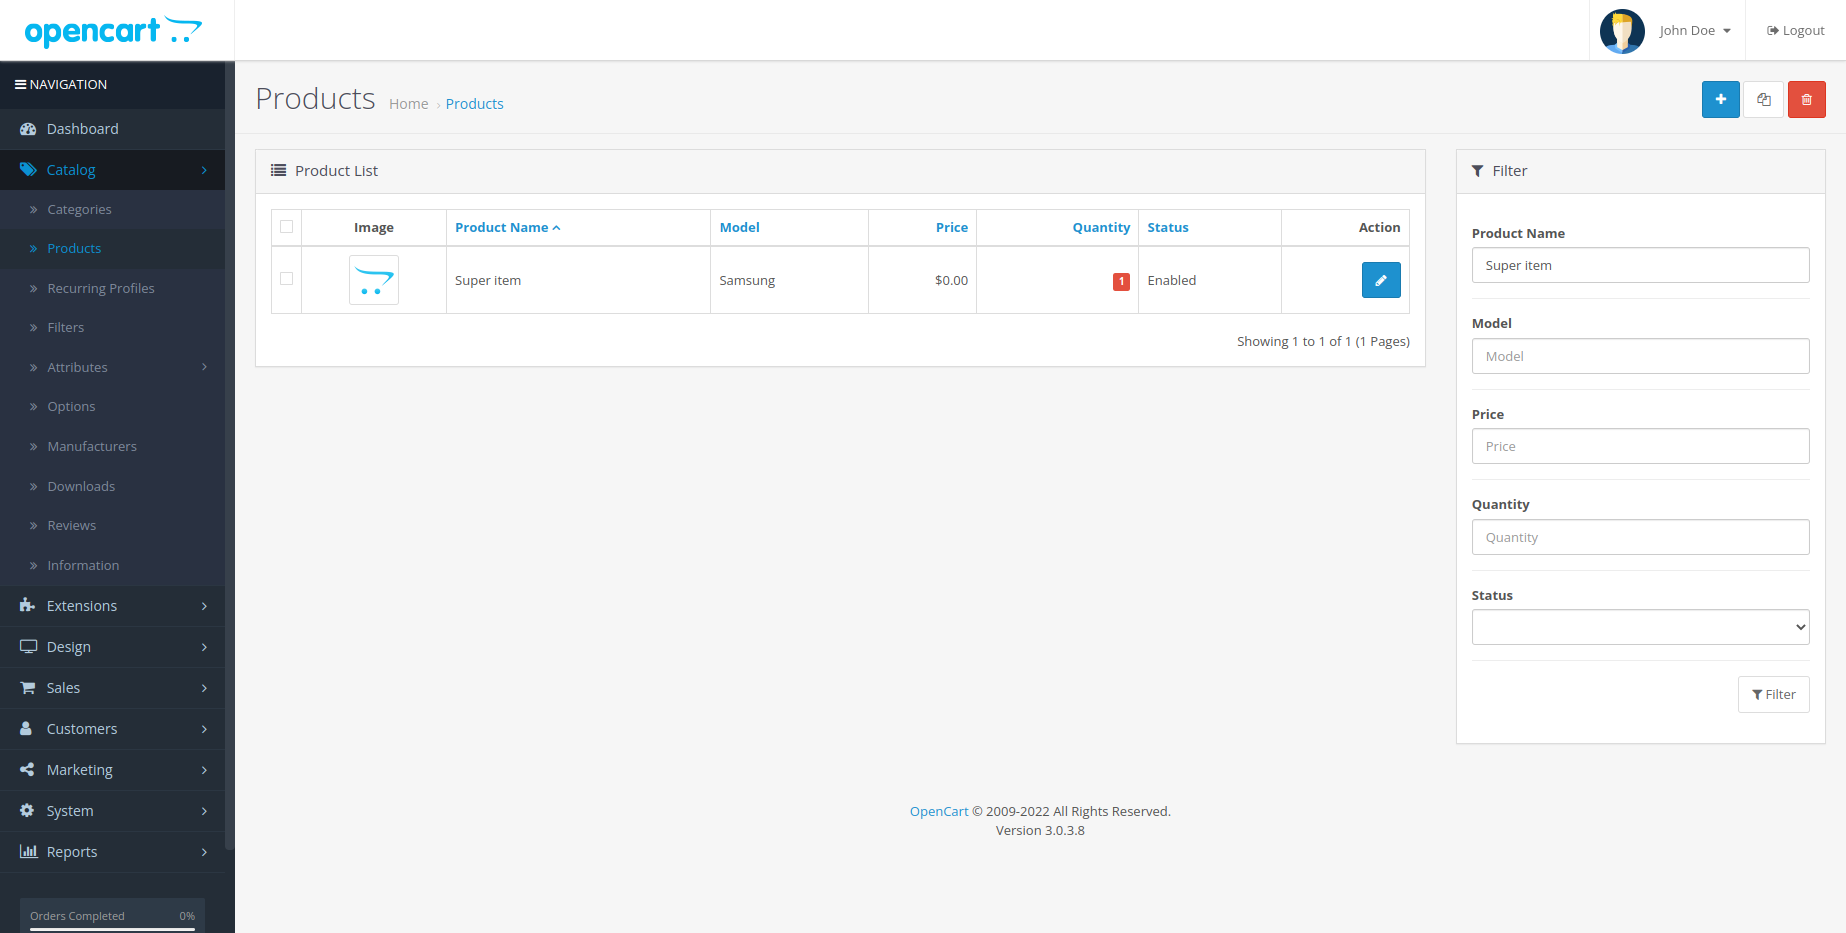 opencart
John Doe
Logout
NAVIGATION
Dashboard
Catalog
Categories
Products
Recurring Profiles
Filters
Attributes
Options
Manufacturers
Downloads
Reviews
Information
Extensions
Design
Sales
Customers
Marketing
System
Reports
Orders Completed 0%
Products Home › Products
Product List
Image Product Name Model Price Quantity Status Action
Super item Samsung $0.00 1 Enabled
Showing 1 to 1 of 1 (1 Pages)
Filter
Product Name
Super item
Model
Model
Price
Price
Quantity
Quantity
Status
Filter
OpenCart © 2009-2022 All Rights Reserved.
Version 3.0.3.8